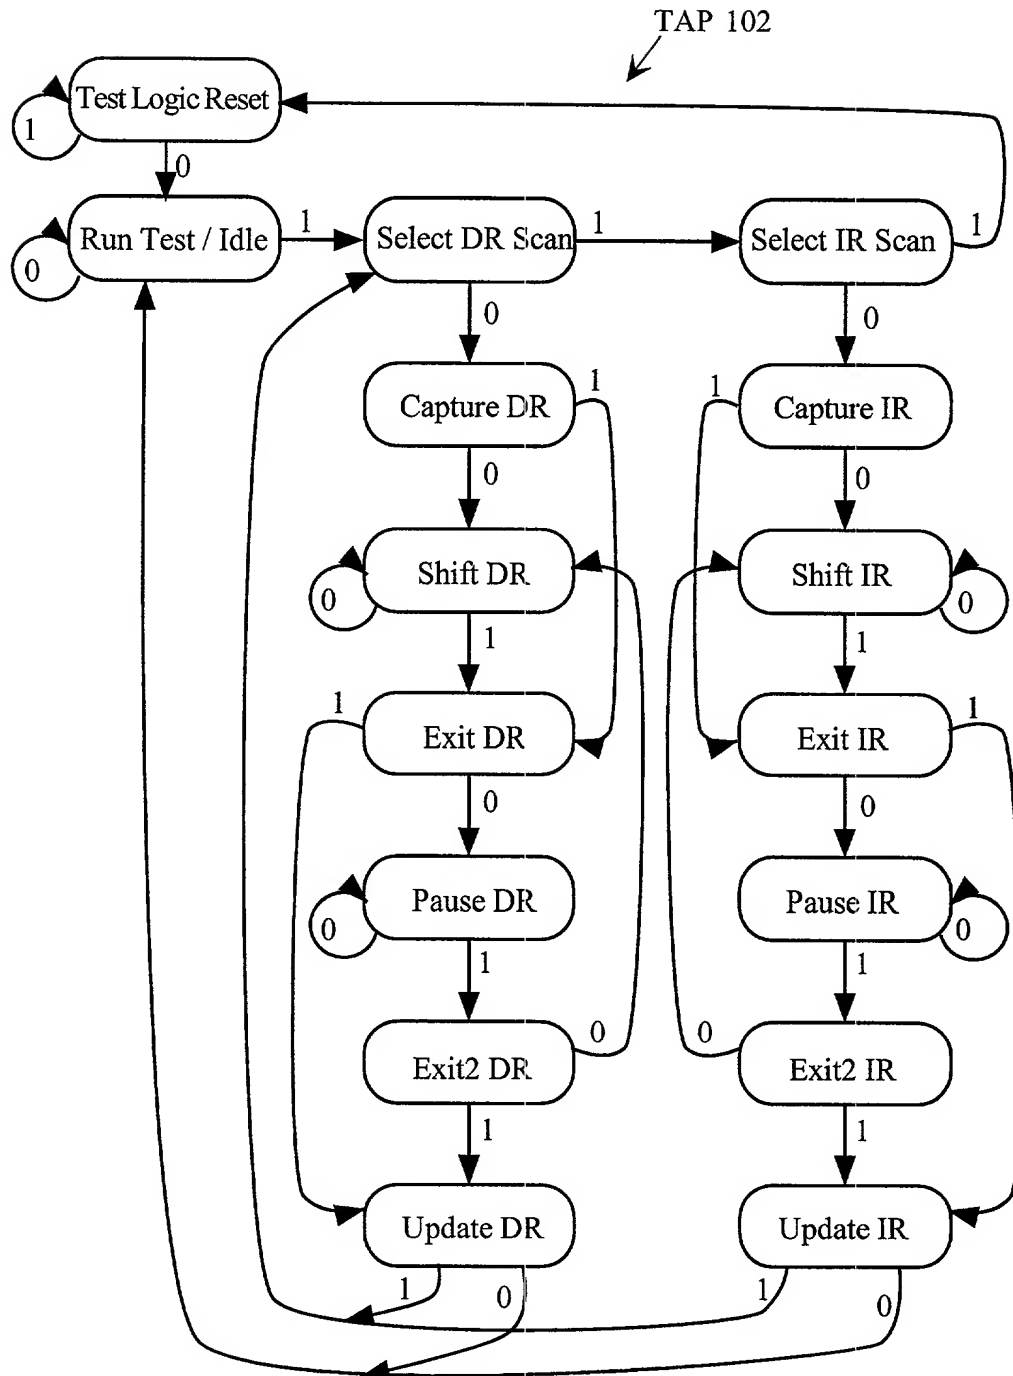 TAP 102
Test Logic Reset
1
0
Run Test / Idle
1
Select DR Scan
1
Select IR Scan
1
0
0
0
Capture DR
1
1
Capture IR
0
0
Shift DR
Shift IR
0
0
1
1
1
Exit DR
Exit IR
1
0
0
Pause DR
Pause IR
0
0
1
1
Exit2 DR
0
0
Exit2 IR
1
1
Update DR
Update IR
1
0
1
0